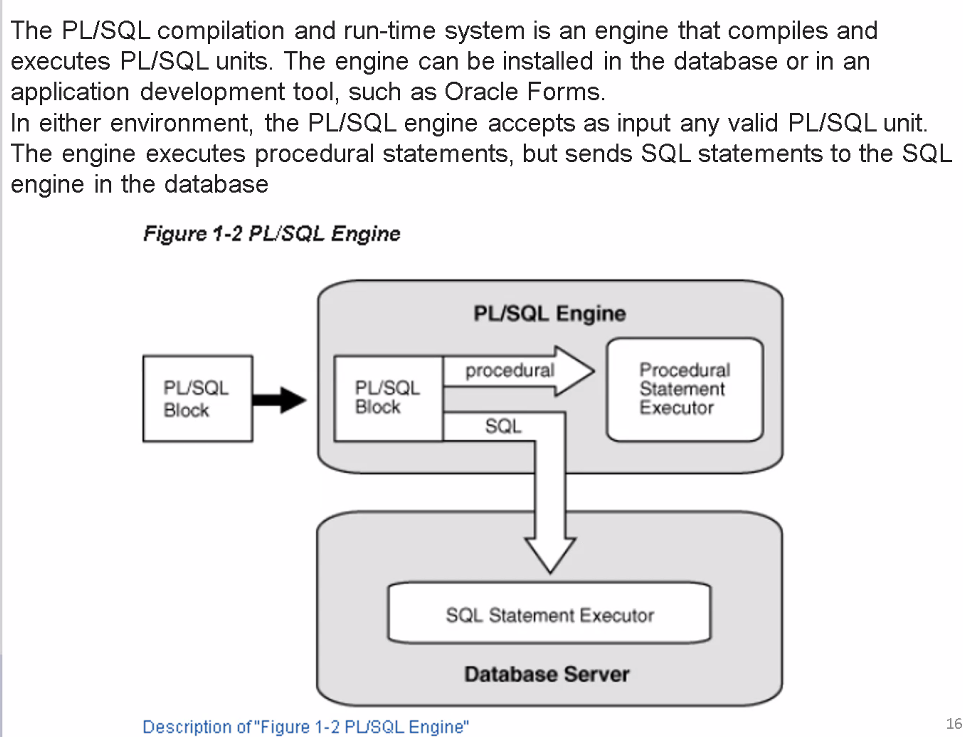 The PL/SQL compilation and run-time system is an engine that compiles and
executes PL/SQL units. The engine can be installed in the database or in an
application development tool, such as Oracle Forms.
In either environment, the PL/SQL engine accepts as input any valid PL/SQL unit.
The engine executes procedural statements, but sends SQL statements to the SQL
engine in the database
Figure 1-2 PL/SQL Engine
PL/SQL Engine
PL/SQL
Block
PL/SQL
Block
procedural
SQL
Procedural
Statement
Executor
SQL Statement Executor
Database Server
Description of "Figure 1-2 PL/SQL Engine"
16